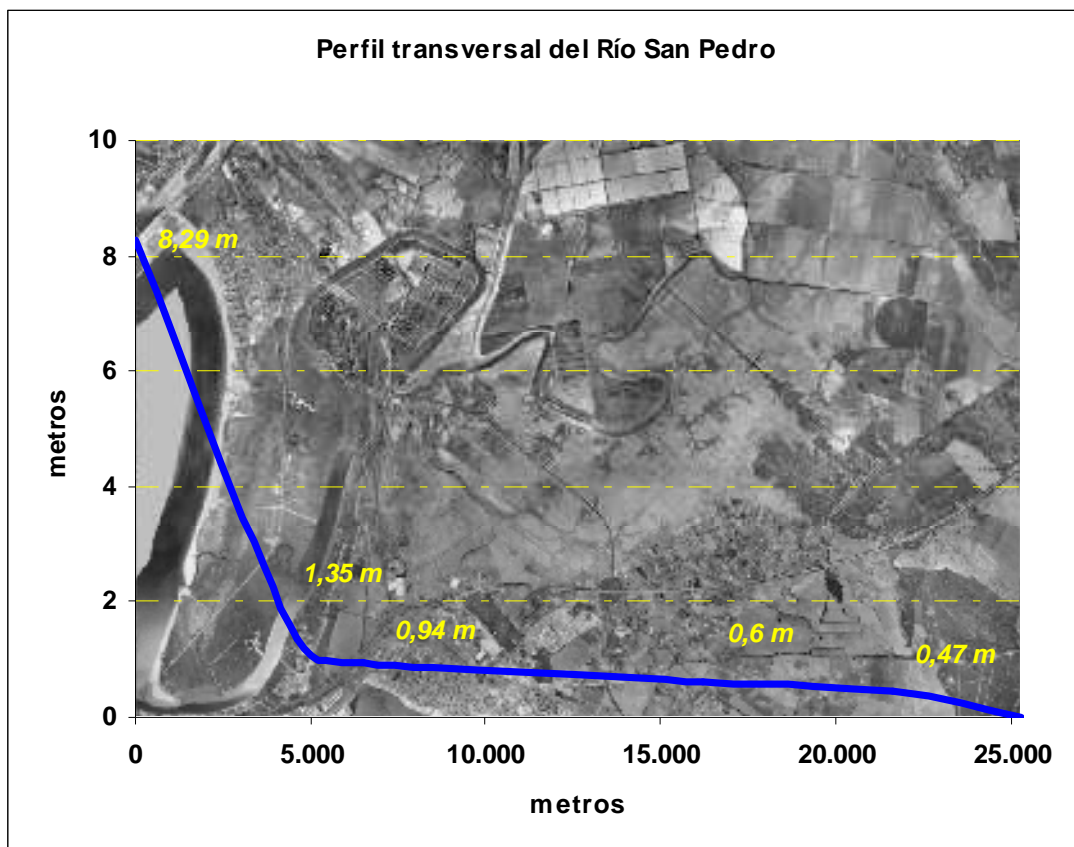 Perfil transversal del Río San Pedro
10
8
6
4
2
0
metros
8,29 m
1,35 m
0,94 m
0,6 m
0,47 m
0 5.000 10.000 15.000 20.000 25.000
metros